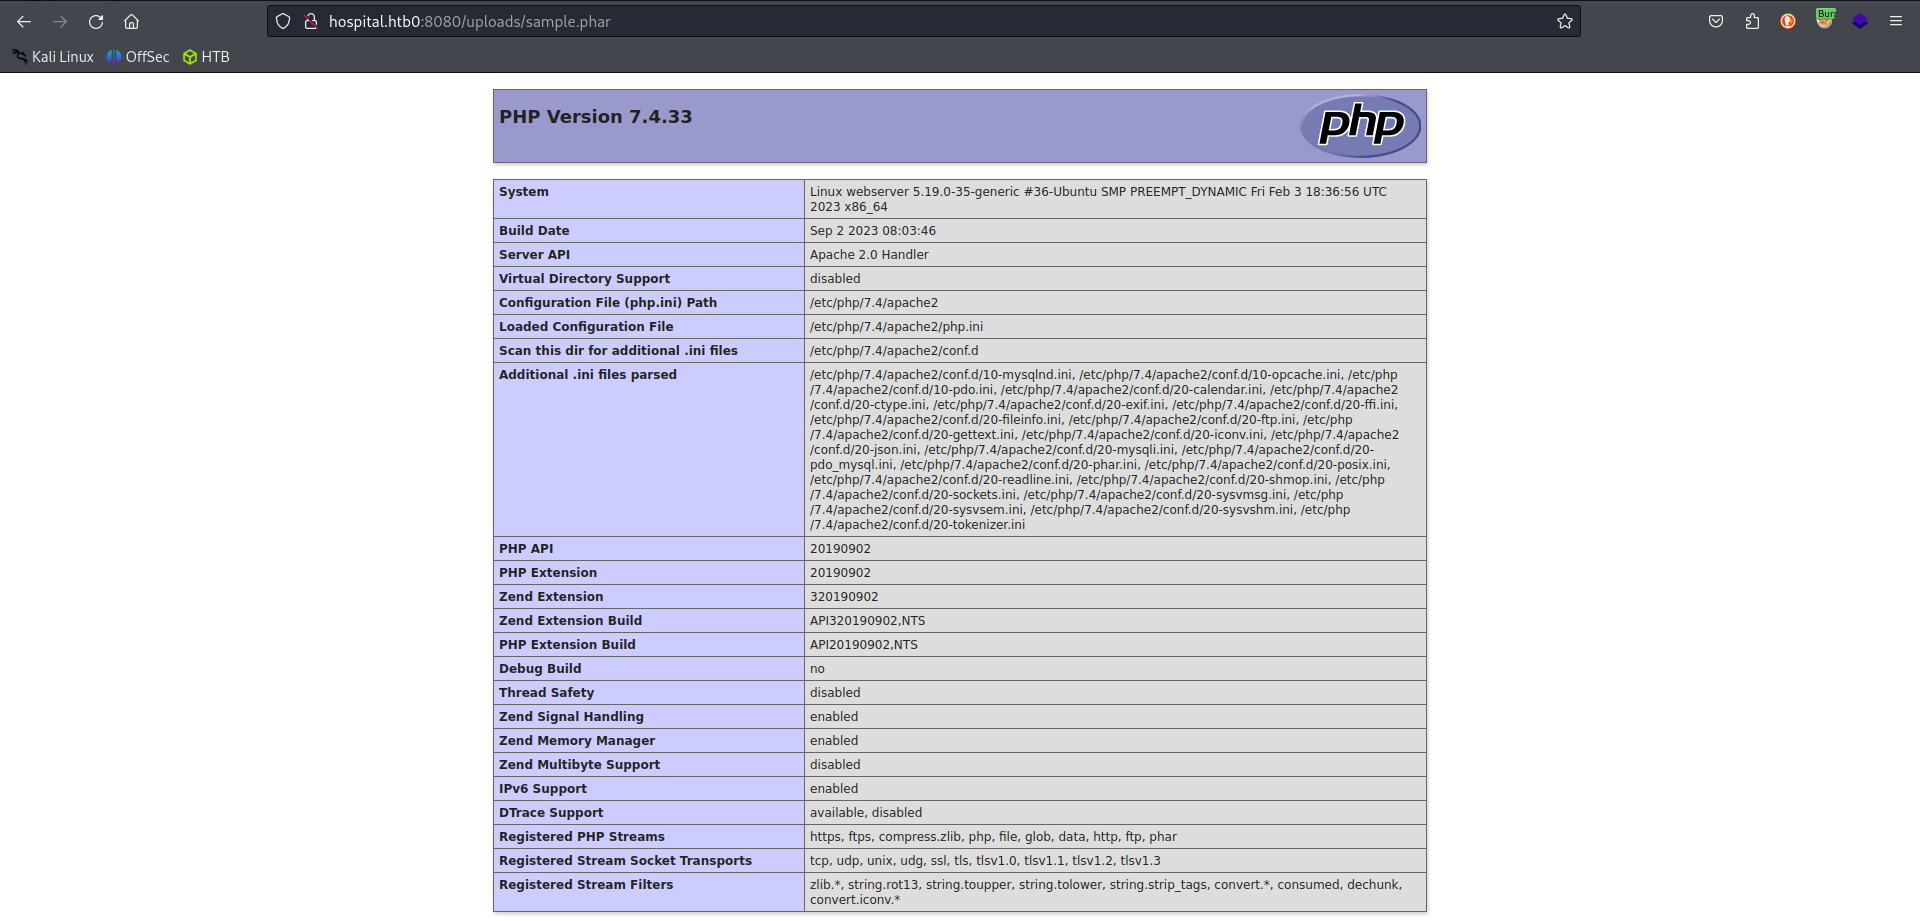 hospital.htb0:8080/uploads/sample.phar
Burr
Kali Linux OffSec HTB
PHP Version 7.4.33
php
System Linux webserver 5.19.0-35-generic #36-Ubuntu SMP PREEMPT_DYNAMIC Fri Feb 3 18:36:56 UTC
2023 x86_64
Build Date Sep 2 2023 08:03:46
Server API Apache 2.0 Handler
Virtual Directory Support disabled
Configuration File (php.ini) Path /etc/php/7.4/apache2
Loaded Configuration File /etc/php/7.4/apache2/php.ini
Scan this dir for additional .ini files /etc/php/7.4/apache2/conf.d
Additional .ini files parsed /etc/php/7.4/apache2/conf.d/10-mysqlnd.ini, /etc/php/7.4/apache2/conf.d/10-opcache.ini, /etc/php
/7.4/apache2/conf.d/10-pdo.ini, /etc/php/7.4/apache2/conf.d/20-calendar.ini, /etc/php/7.4/apache2
/conf.d/20-ctype.ini, /etc/php/7.4/apache2/conf.d/20-exif.ini, /etc/php/7.4/apache2/conf.d/20-ffi.ini,
/etc/php/7.4/apache2/conf.d/20-fileinfo.ini, /etc/php/7.4/apache2/conf.d/20-ftp.ini, /etc/php
/7.4/apache2/conf.d/20-gettext.ini, /etc/php/7.4/apache2/conf.d/20-iconv.ini, /etc/php/7.4/apache2
/conf.d/20-json.ini, /etc/php/7.4/apache2/conf.d/20-mysqli.ini, /etc/php/7.4/apache2/conf.d/20-
pdo_mysql.ini, /etc/php/7.4/apache2/conf.d/20-phar.ini, /etc/php/7.4/apache2/conf.d/20-posix.ini,
/etc/php/7.4/apache2/conf.d/20-readline.ini, /etc/php/7.4/apache2/conf.d/20-shmop.ini, /etc/php
/7.4/apache2/conf.d/20-sockets.ini, /etc/php/7.4/apache2/conf.d/20-sysvmsg.ini, /etc/php
/7.4/apache2/conf.d/20-sysvsem.ini, /etc/php/7.4/apache2/conf.d/20-sysvshm.ini, /etc/php
/7.4/apache2/conf.d/20-tokenizer.ini
PHP API 20190902
PHP Extension 20190902
Zend Extension 320190902
Zend Extension Build API320190902,NTS
PHP Extension Build API20190902,NTS
Debug Build no
Thread Safety disabled
Zend Signal Handling enabled
Zend Memory Manager enabled
Zend Multibyte Support disabled
IPv6 Support enabled
DTrace Support available, disabled
Registered PHP Streams https, ftps, compress.zlib, php, file, glob, data, http, ftp, phar
Registered Stream Socket Transports tcp, udp, unix, udg, ssl, tls, tlsv1.0, tlsv1.1, tlsv1.2, tlsv1.3
Registered Stream Filters zlib.*, string.rot13, string.toupper, string.tolower, string.strip_tags, convert.*, consumed, dechunk,
convert.iconv.*